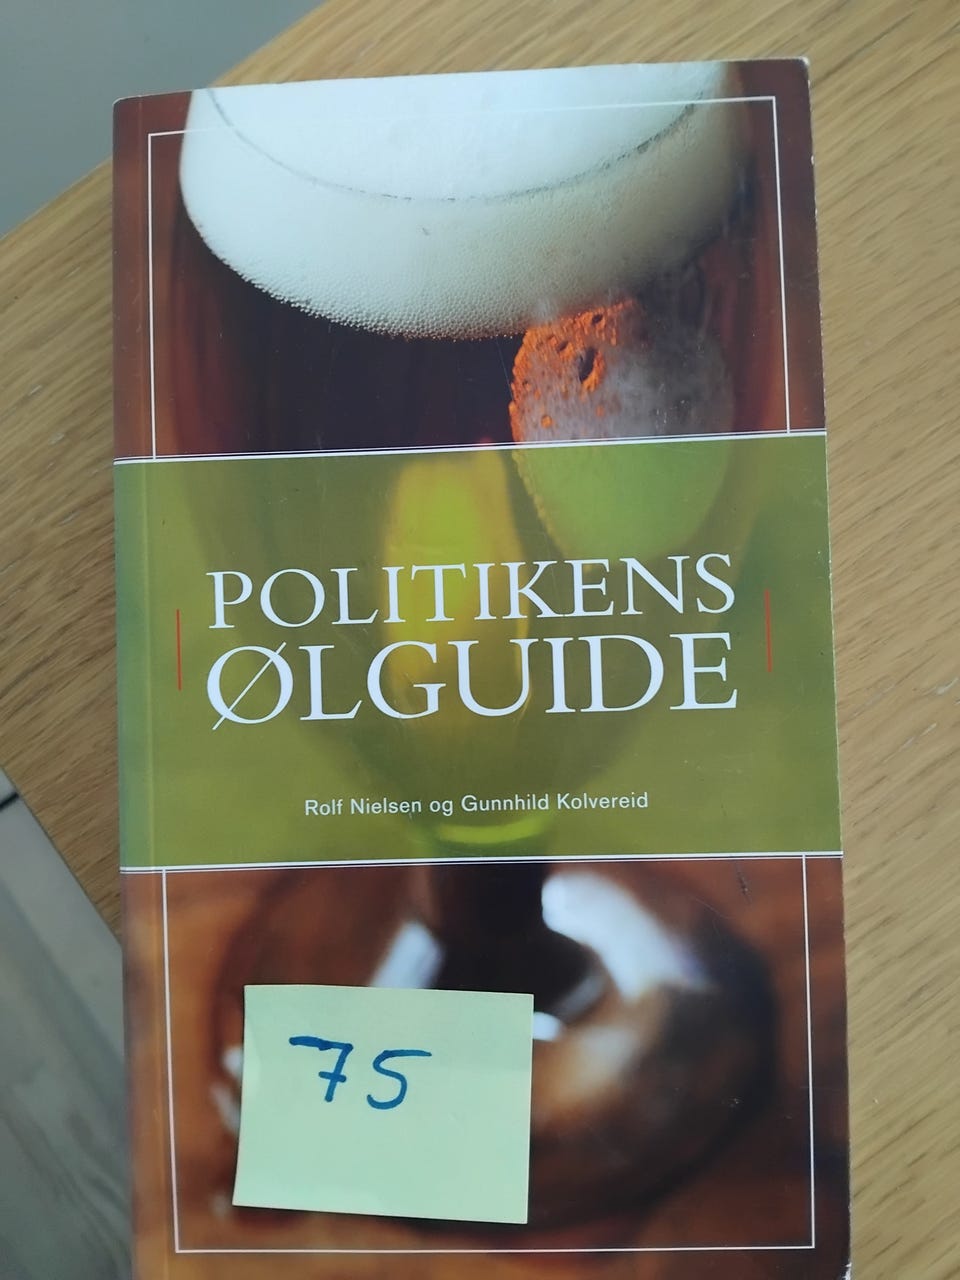 POLITIKENS
ØLGUIDE
Rolf Nielsen og Gunnhild Kolvereid
75